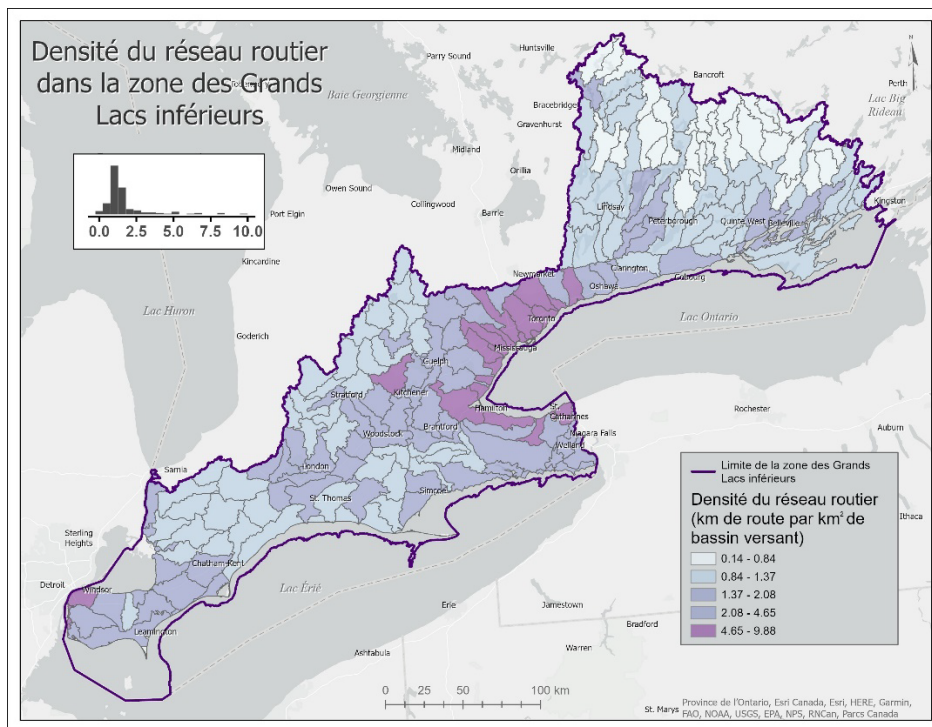 Densité du réseau routier
dans la zone des Grands
Lacs inférieurs
0.0 2.5 5.0 7.5 10.0
Parry Sound
Huntsville
Bancroft
Perth
N
Baie Georgienne
Bracebridge
Gravenhurst
Lac Big
Rideau
Midland
Orillia
Owen Sound
Collingwood
Barrie
Port Elgin
Kincardine
Lindsay
Peterborough
Quinte West
Belleville
Kingston
Newmarket
Clarington
Cobourg
Oshawa
Lac Huron
Goderich
Toronto
Lac Ontario
Mississauga
Guelph
Stratford
Kitchener
Hamilton
St.
Catharines
Rochester
Woodstock
Brantford
Niagara Falls
Welland
Auburn
Sarnia
London
St. Thomas
Simcoe
Sterling
Heights
Ithaca
Chatham-Kent
Detroit
Windsor
Lac Érié
Leamington
Erie
Jamestown
Bradford
Warren
Ashtabula
Limite de la zone des Grands
Lacs inférieurs
Densité du réseau routier
(km de route par km² de
bassin versant)
0.14 - 0.84
0.84 - 1.37
1.37 - 2.08
2.08 - 4.65
4.65 - 9.88
0 25 50 100 km
St. Marys
Province de l'Ontario, Esri Canada, Esri, HERE, Garmin,
FAO, NOAA, USGS, EPA, NPS, RNCan, Parcs Canada